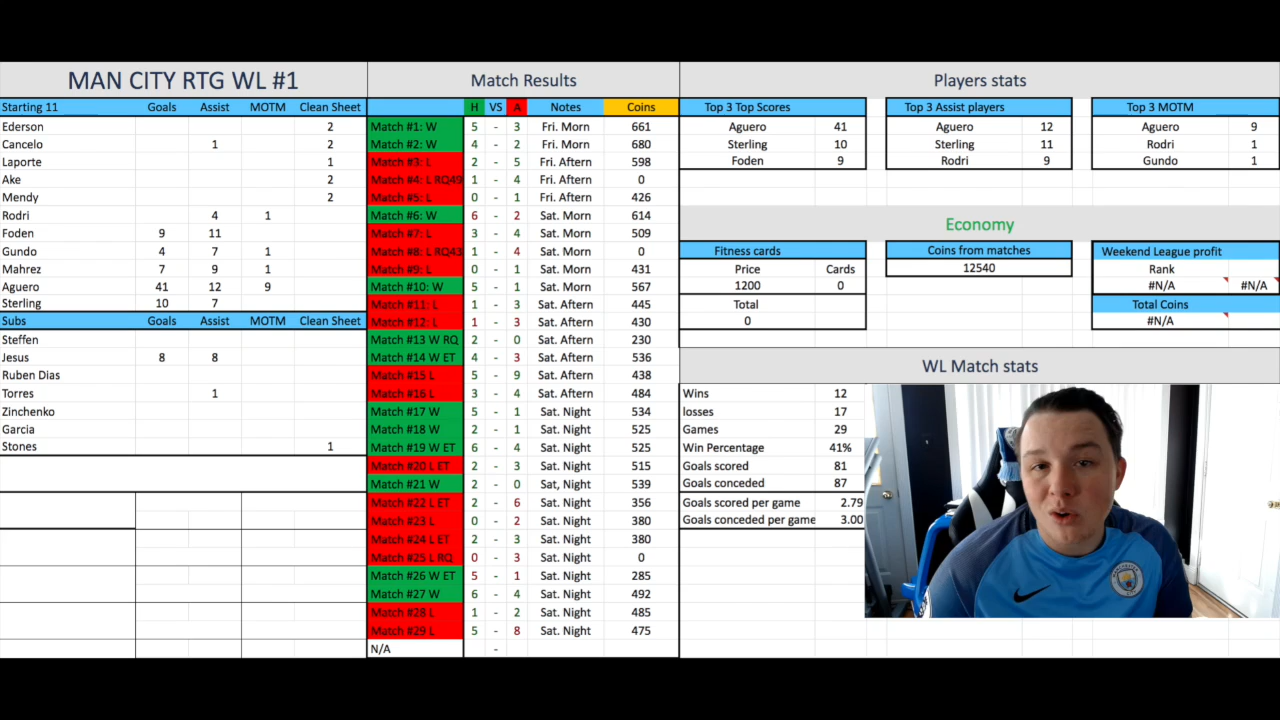 MAN CITY RTG WL #1
Starting 11 Goals Assist MOTM Clean Sheet
Ederson 2
Cancelo 1 2
Laporte 1
Ake 2
Mendy 2
Rodri 4 1
Foden 9 11
Gundo 4 7 1
Mahrez 7 9 1
Aguero 41 12 9
Sterling 10 7
Subs Goals Assist MOTM Clean Sheet
Steffen
Jesus 8 8
Ruben Dias
Torres 1
Zinchenko
Garcia
Stones 1
Match Results
H VS A Notes Coins
Match #1: W 5 - 3 Fri. Morn 661
Match #2: W 4 - 2 Fri. Morn 680
Match #3: L 2 - 5 Fri. Aftern 598
Match #4: L RQ49 1 - 4 Fri. Aftern 0
Match #5: L 0 - 1 Fri. Aftern 426
Match #6: W 6 - 2 Sat. Morn 614
Match #7: L 3 - 4 Sat. Morn 509
Match #8: L RQ43 1 - 4 Sat. Morn 0
Match #9: L 0 - 1 Sat. Morn 431
Match #10: W 5 - 1 Sat. Morn 567
Match #11: L 1 - 3 Sat. Aftern 445
Match #12: L 1 - 3 Sat. Aftern 430
Match #13 W RQ 2 - 0 Sat. Aftern 230
Match #14 W ET 4 - 3 Sat. Aftern 536
Match #15 L 5 - 9 Sat. Aftern 438
Match #16 L 3 - 4 Sat. Aftern 484
Match #17 W 5 - 1 Sat. Night 534
Match #18 W 2 - 1 Sat. Night 525
Match #19 W ET 6 - 4 Sat. Night 525
Match #20 L ET 2 - 3 Sat. Night 515
Match #21 W 2 - 0 Sat, Night 539
Match #22 L ET 2 - 6 Sat. Night 356
Match #23 L 0 - 2 Sat. Night 380
Match #24 L ET 2 - 3 Sat. Night 380
Match #25 L RQ 0 - 3 Sat. Night 0
Match #26 W ET 5 - 1 Sat. Night 285
Match #27 W 6 - 4 Sat. Night 492
Match #28 L 1 - 2 Sat. Night 485
Match #29 L 5 - 8 Sat. Night 475
N/A -
Players stats
Top 3 Top Scores
Aguero 41
Sterling 10
Foden 9
Top 3 Assist players
Aguero 12
Sterling 11
Rodri 9
Top 3 MOTM
Aguero 9
Rodri 1
Gundo 1
Economy
Fitness cards
Price Cards
1200 0
Total
0
Coins from matches
12540
Weekend League profit
Rank
#N/A #N/A
Total Coins
#N/A
WL Match stats
Wins 12
losses 17
Games 29
Win Percentage 41%
Goals scored 81
Goals conceded 87
Goals scored per game 2.79
Goals conceded per game 3.00